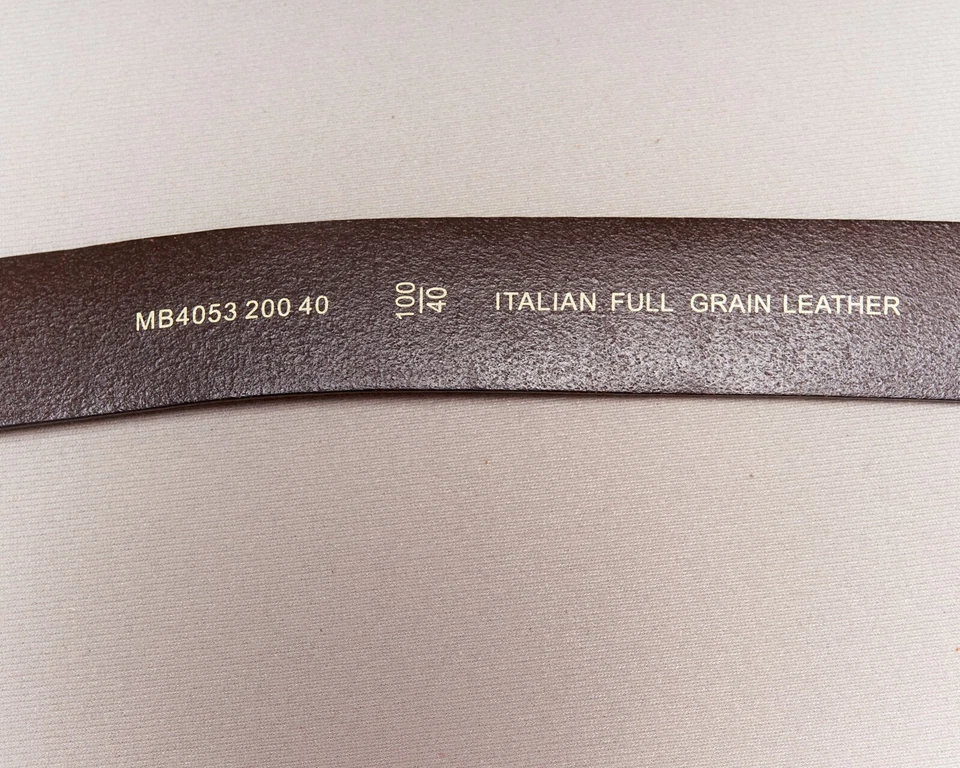 MB4053 200 40
100
40
ITALIAN FULL GRAIN LEATHER